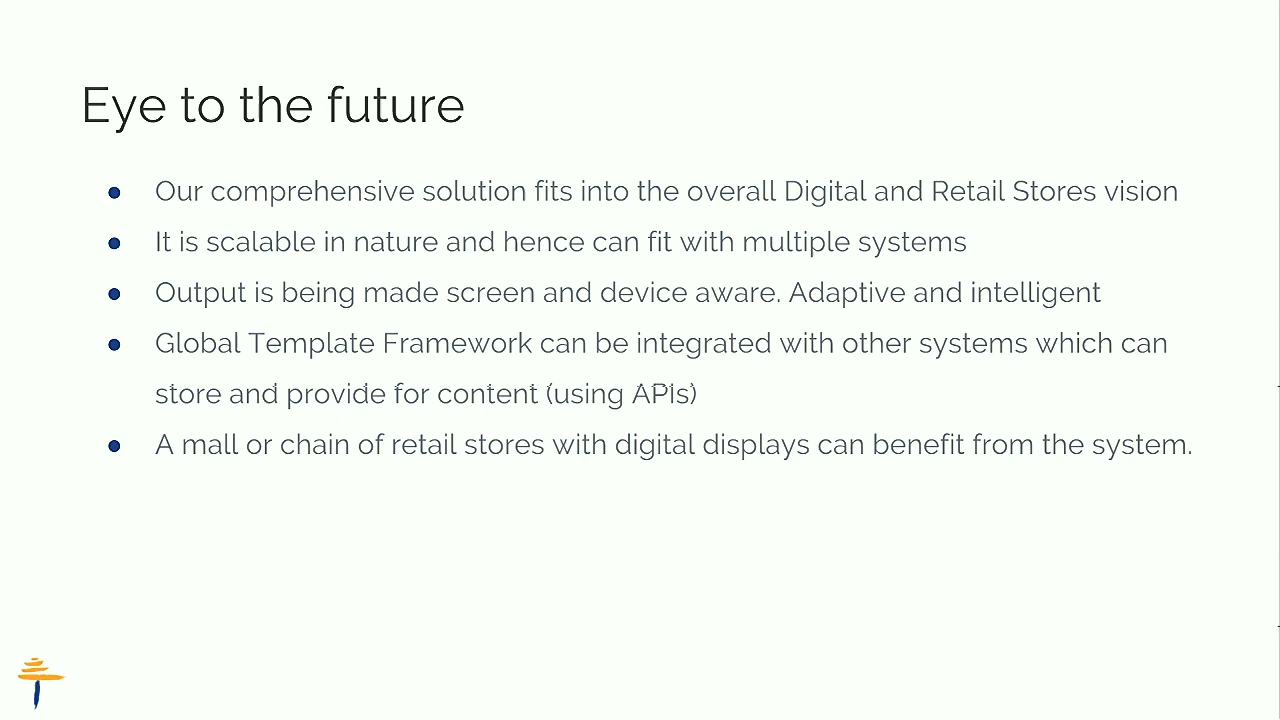 Eye to the future
Our comprehensive solution fits into the overall Digital and Retail Stores vision
It is scalable in nature and hence can fit with multiple systems
Output is being made screen and device aware. Adaptive and intelligent
Global Template Framework can be integrated with other systems which can
store and provide for content (using APIs)
A mall or chain of retail stores with digital displays can benefit from the system.